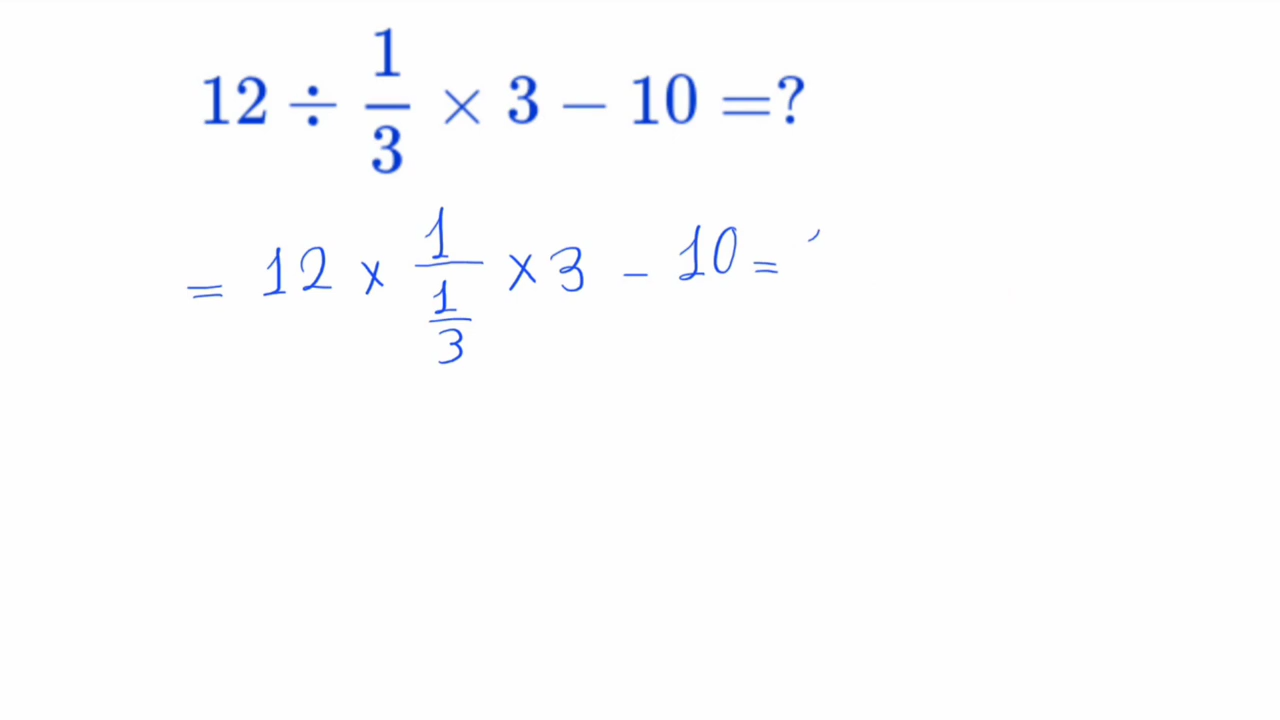 12 ÷ 1/3 × 3 − 10 =?
= 12 × 1/(1/3) × 3 − 10 =